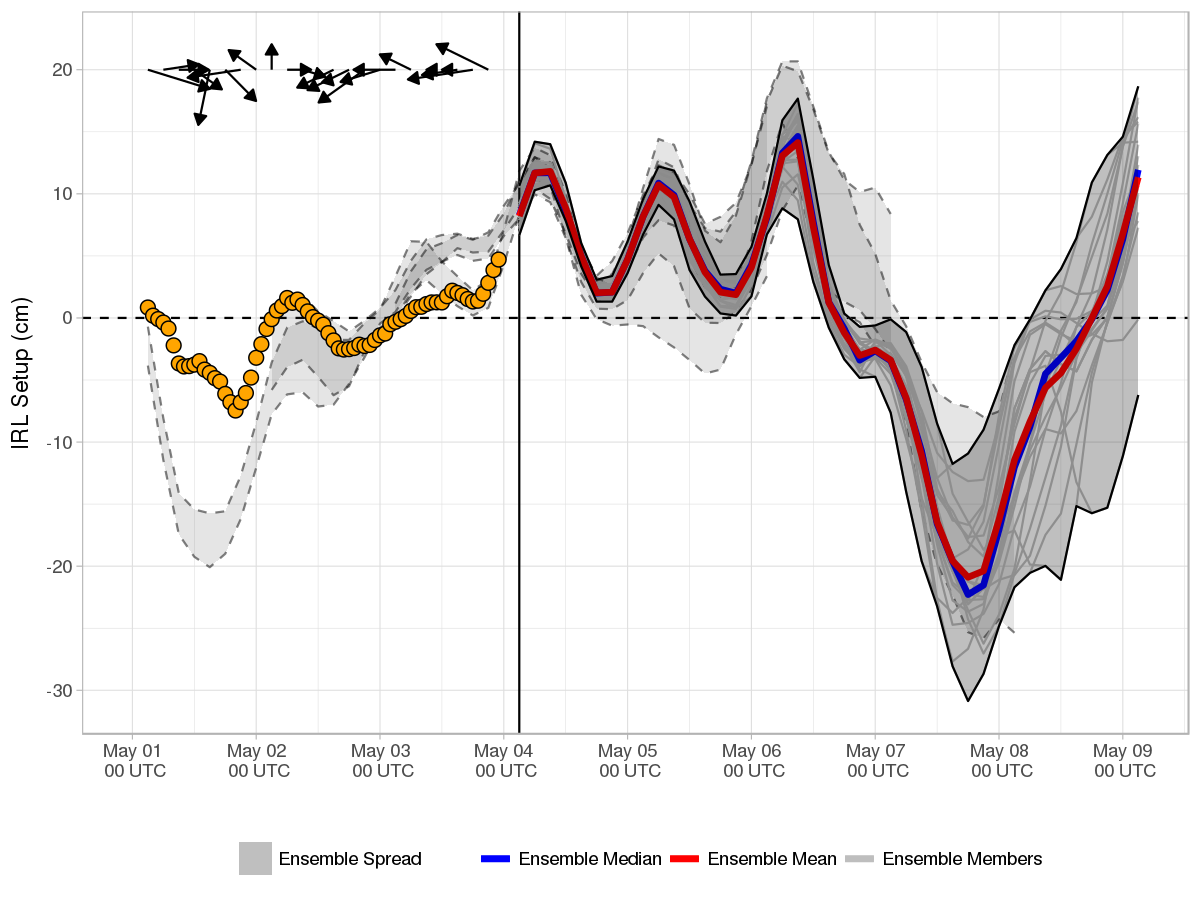 IRL Setup (cm)
20
10
0
-10
-20
-30
May 01 May 02 May 03 May 04 May 05 May 06 May 07 May 08 May 09
00 UTC 00 UTC 00 UTC 00 UTC 00 UTC 00 UTC 00 UTC 00 UTC 00 UTC
Ensemble Spread Ensemble Median Ensemble Mean Ensemble Members